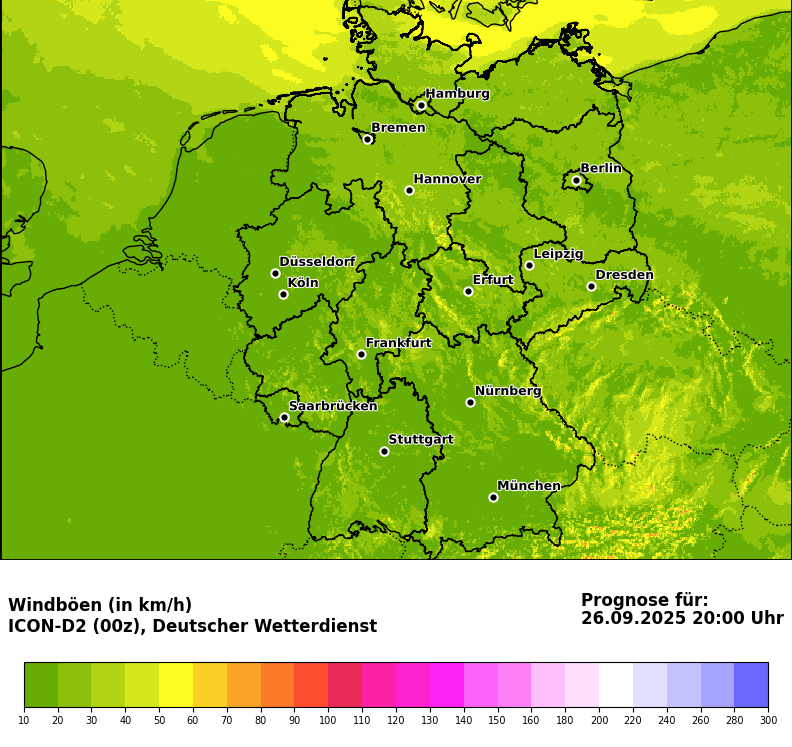 Hamburg
Bremen
Berlin
Hannover
Leipzig
Düsseldorf
Dresden
Köln
Erfurt
Frankfurt
Nürnberg
Saarbrücken
Stuttgart
München
Windböen (in km/h)
ICON-D2 (00z), Deutscher Wetterdienst
Prognose für:
26.09.2025 20:00 Uhr
10 20 30 40 50 60 70 80 90 100 110 120 130 140 150 160 180 200 220 240 260 280 300